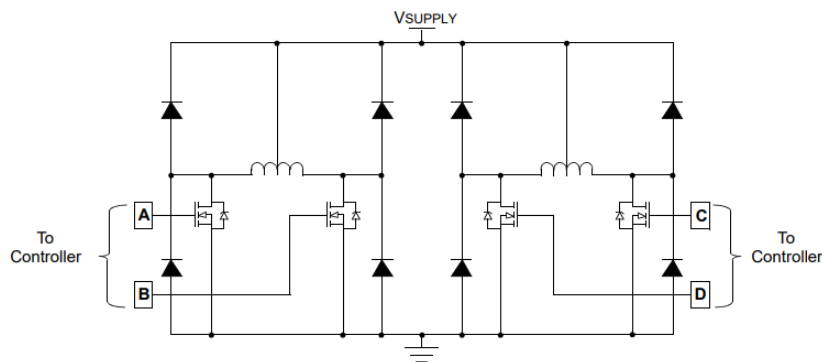 VSUPPLY
A
C
To
Controller
To
Controller
B
D